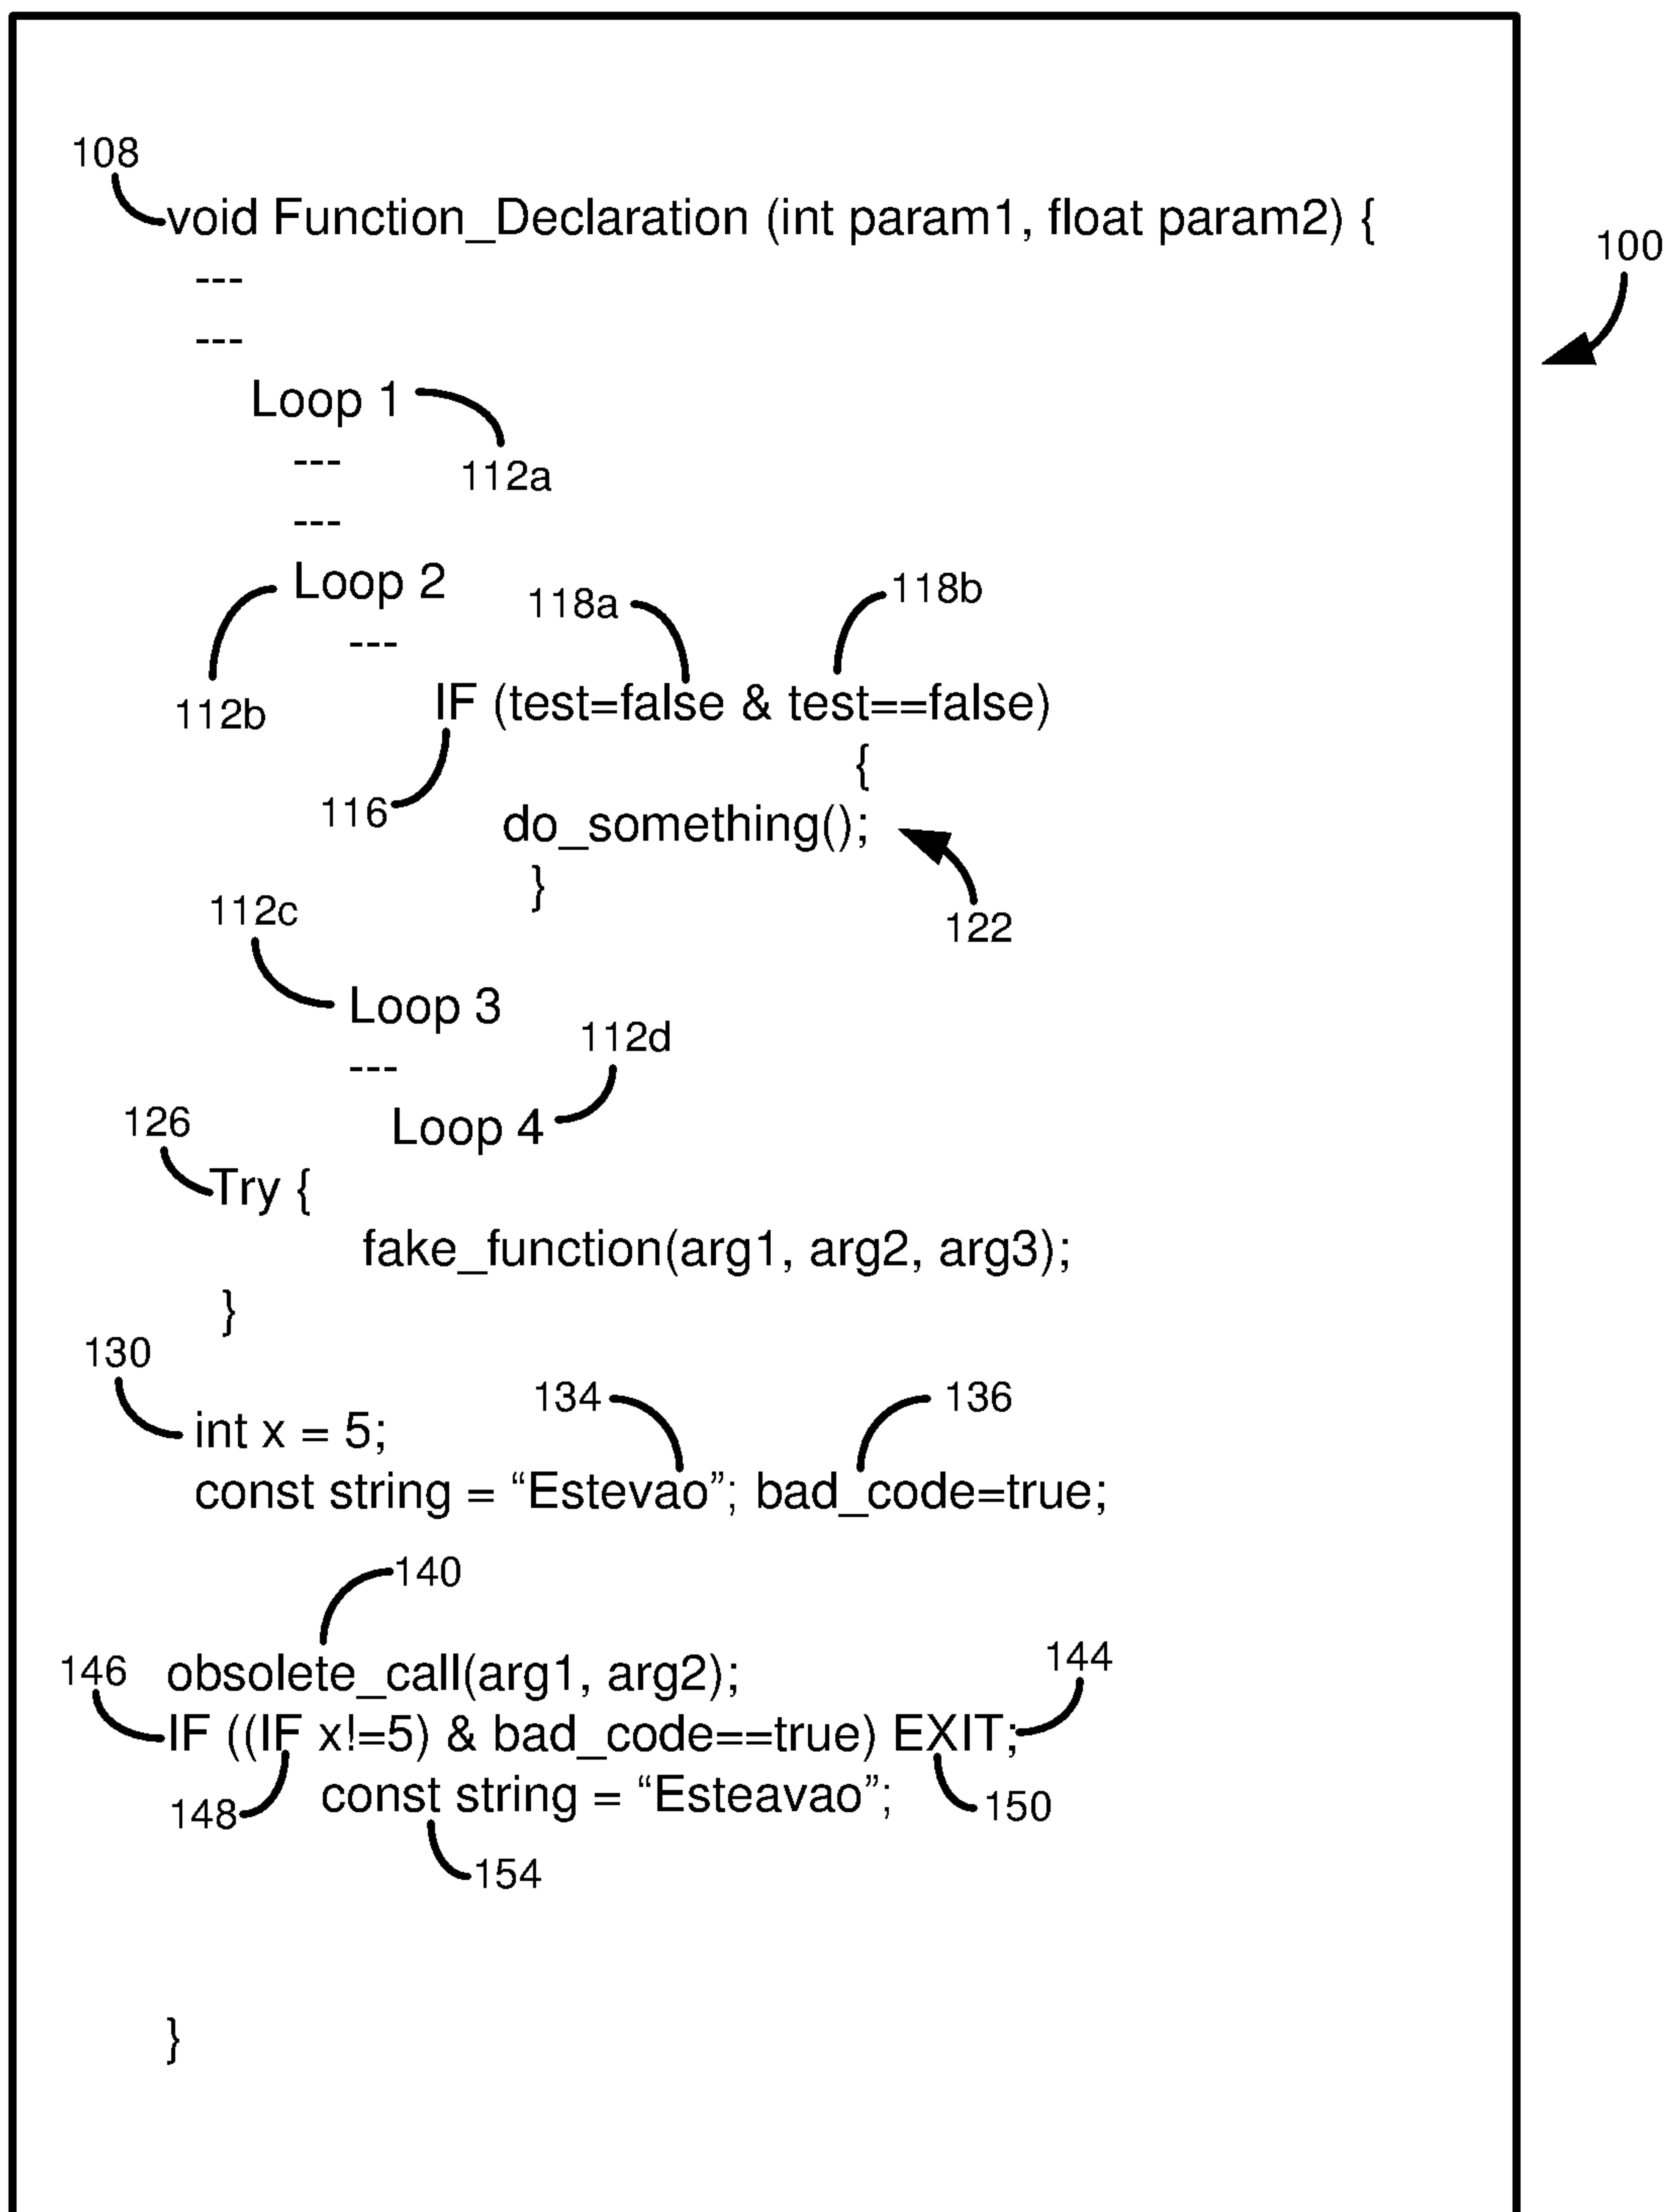 108
void Function_Declaration (int param1, float param2) {
100
---
---
Loop 1
---
112a
---
Loop 2
118a
118b
---
112b
IF (test=false & test==false)
{
116
do_something();
}
112c
122
Loop 3
112d
---
126
Loop 4
Try {
fake_function(arg1, arg2, arg3);
}
130
134
136
int x = 5;
const string = “Estevao”; bad_code=true;
140
146
obsolete_call(arg1, arg2);
144
IF ((IF x!=5) & bad_code==true) EXIT;
148
const string = “Esteavao”;
150
154
}